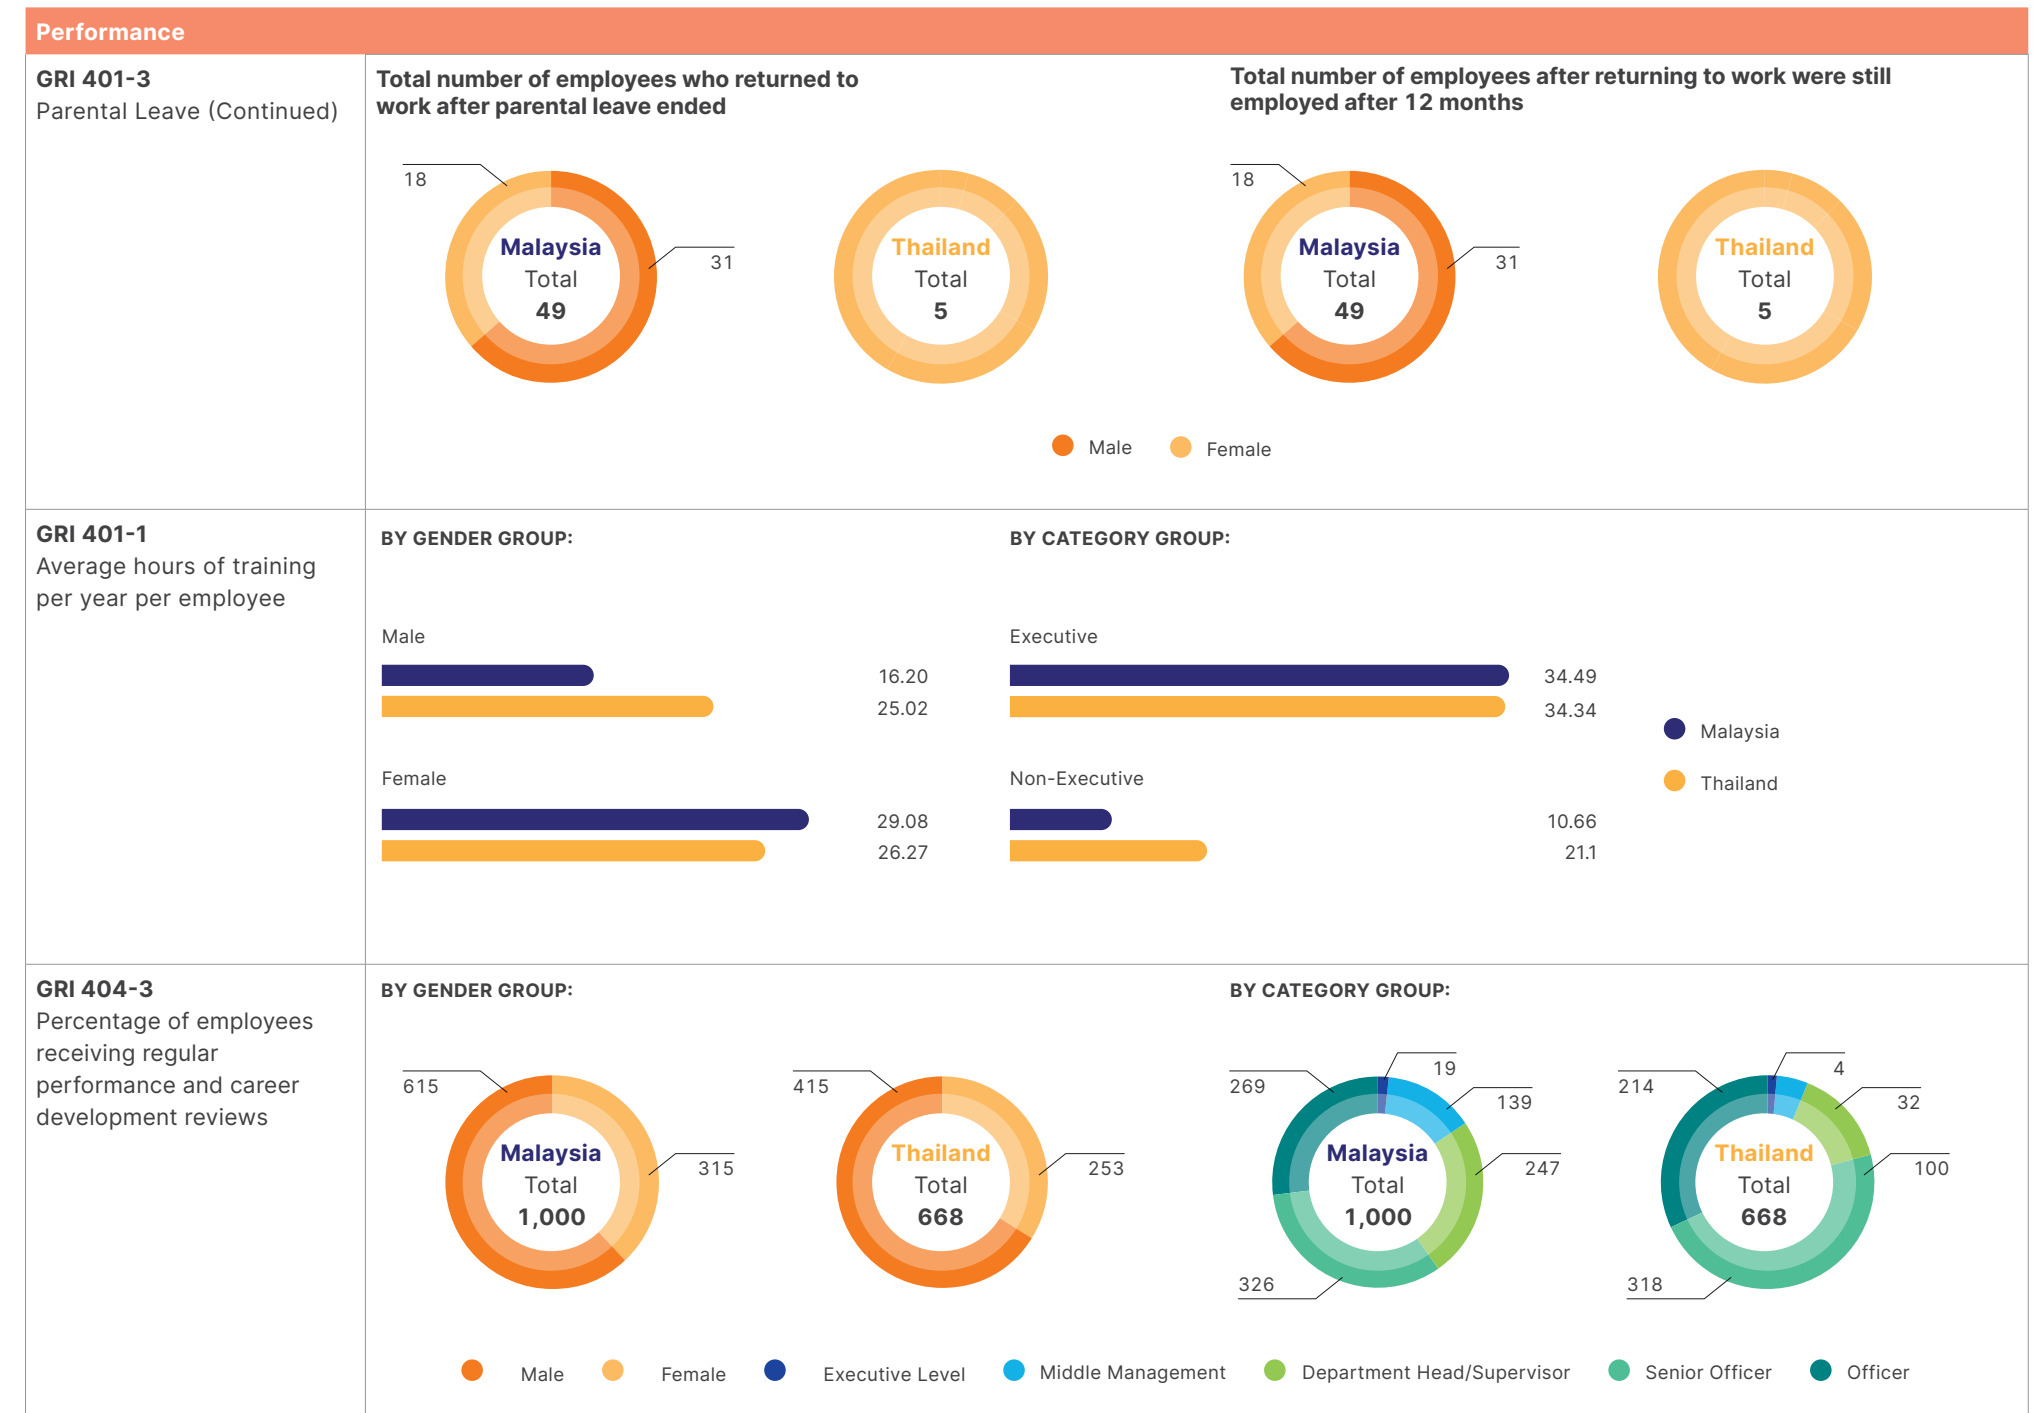 Performance
GRI 401-3
Parental Leave (Continued)
Total number of employees who returned to
work after parental leave ended
Total number of employees after returning to work were still
employed after 12 months
18
31
Malaysia
Total
49
Thailand
Total
5
18
31
Malaysia
Total
49
Thailand
Total
5
Male
Female
GRI 401-1
Average hours of training
per year per employee
BY GENDER GROUP:
Male
16.20
25.02
Female
29.08
26.27
BY CATEGORY GROUP:
Executive
34.49
34.34
Non-Executive
10.66
21.1
Malaysia
Thailand
GRI 404-3
Percentage of employees
receiving regular
performance and career
development reviews
BY GENDER GROUP:
615
315
Malaysia
Total
1,000
415
253
Thailand
Total
668
BY CATEGORY GROUP:
269
19
139
247
326
Malaysia
Total
1,000
214
4
32
100
318
Thailand
Total
668
Male
Female
Executive Level
Middle Management
Department Head/Supervisor
Senior Officer
Officer